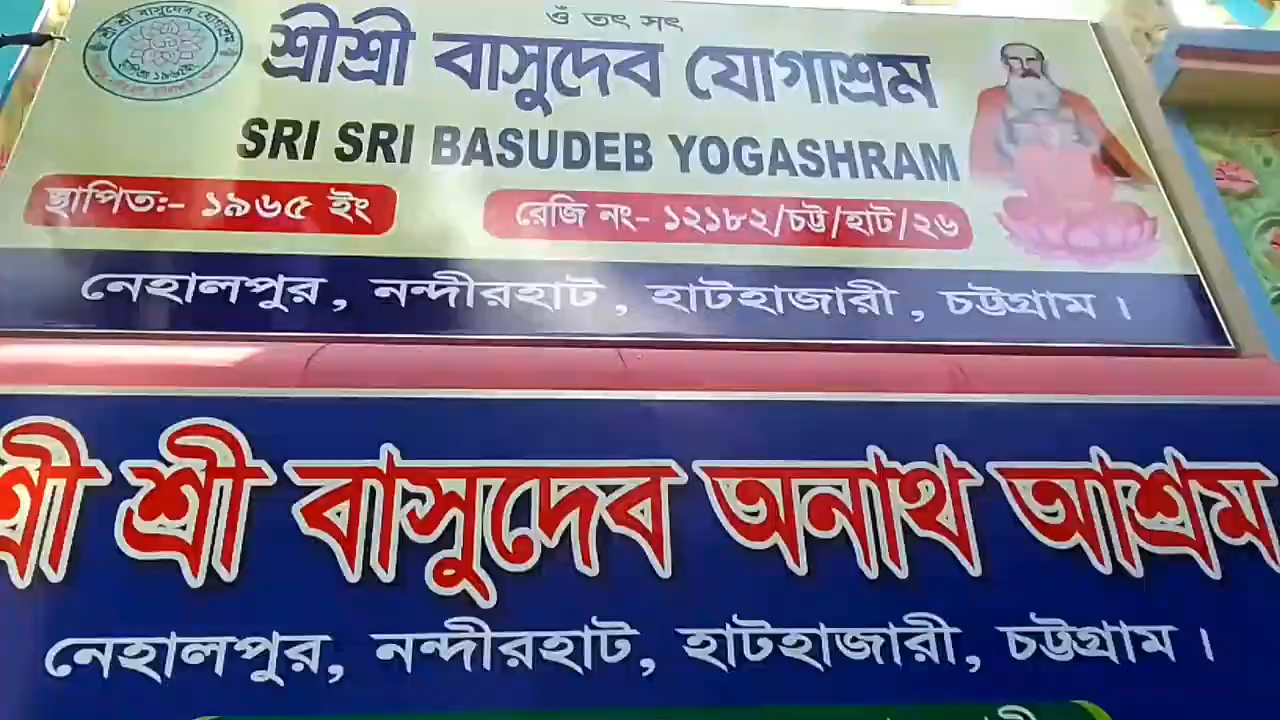 ওঁ তৎ সৎ
শ্রীশ্রী বাসুদেব যোগাশ্রম
SRI SRI BASUDEB YOGASHRAM
স্থাপিত:- ১৯৬৫ ইং
রেজি নং- ১২১৮২/চট্ট/হাট/২৬
নেহালপুর, নন্দীরহাট, হাটহাজারী, চট্টগ্রাম।
শ্রী শ্রী বাসুদেব অনাথ আশ্রম
নেহালপুর, নন্দীরহাট, হাটহাজারী, চট্টগ্রাম।